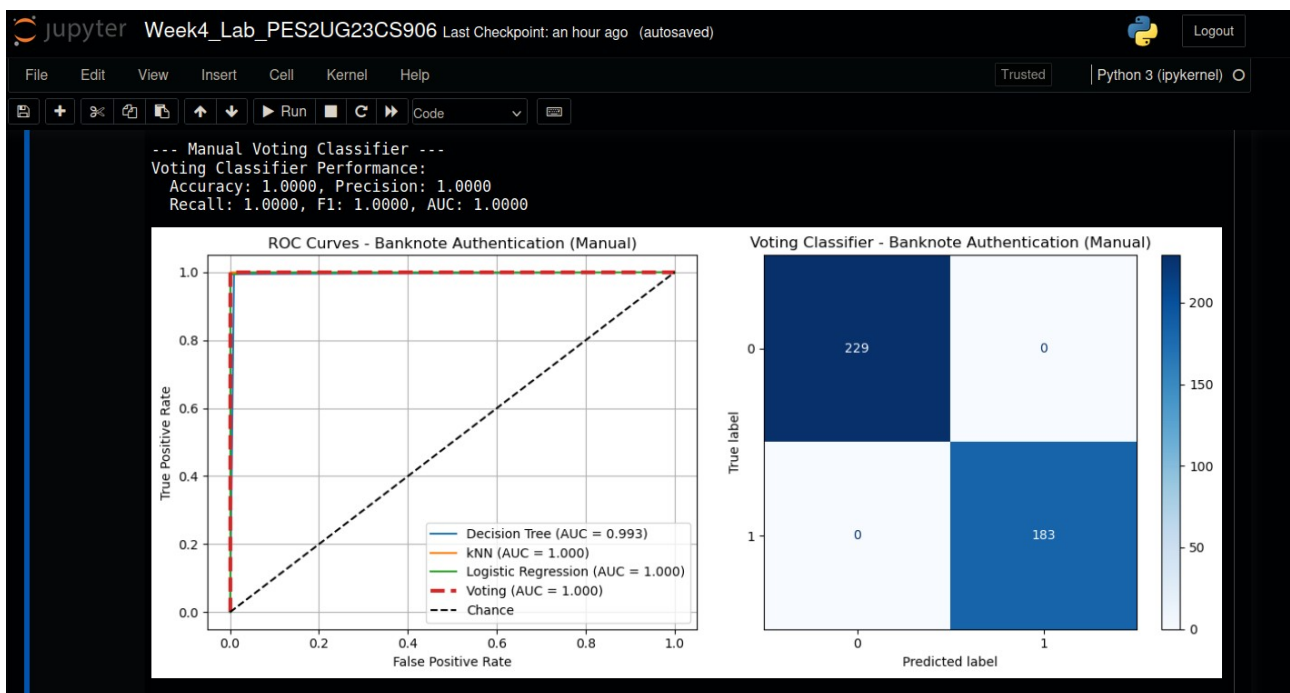 jupyter Week4_Lab_PES2UG23CS906 Last Checkpoint: an hour ago (autosaved)
Logout
File Edit View Insert Cell Kernel Help
Trusted
Python 3 (ipykernel)
Run
Code
--- Manual Voting Classifier ---
Voting Classifier Performance:
Accuracy: 1.0000, Precision: 1.0000
Recall: 1.0000, F1: 1.0000, AUC: 1.0000
ROC Curves - Banknote Authentication (Manual)
1.0
0.8
0.6
0.4
0.2
0.0
True Positive Rate
0.0 0.2 0.4 0.6 0.8 1.0
False Positive Rate
Decision Tree (AUC = 0.993)
kNN (AUC = 1.000)
Logistic Regression (AUC = 1.000)
Voting (AUC = 1.000)
Chance
Voting Classifier - Banknote Authentication (Manual)
0
1
True label
229 0
0 183
0 1
Predicted label
200
150
100
50
0